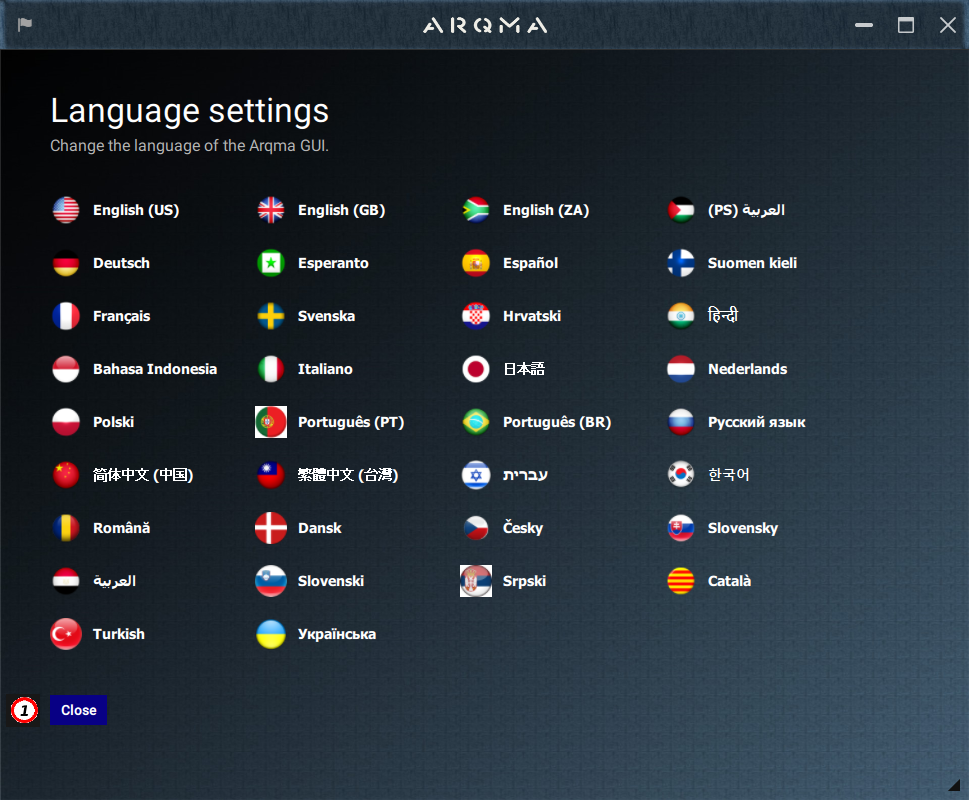 ARQMA
Language settings
Change the language of the Arqma GUI.
English (US)
English (GB)
English (ZA)
العربية (PS)
Deutsch
Esperanto
Español
Suomen kieli
Français
Svenska
Hrvatski
हिन्दी
Bahasa Indonesia
Italiano
日本語
Nederlands
Polski
Português (PT)
Português (BR)
Русский язык
简体中文 (中国)
繁體中文 (台灣)
עברית
한국어
Română
Dansk
Česky
Slovensky
العربية
Slovenski
Srpski
Català
Turkish
Українська
1
Close